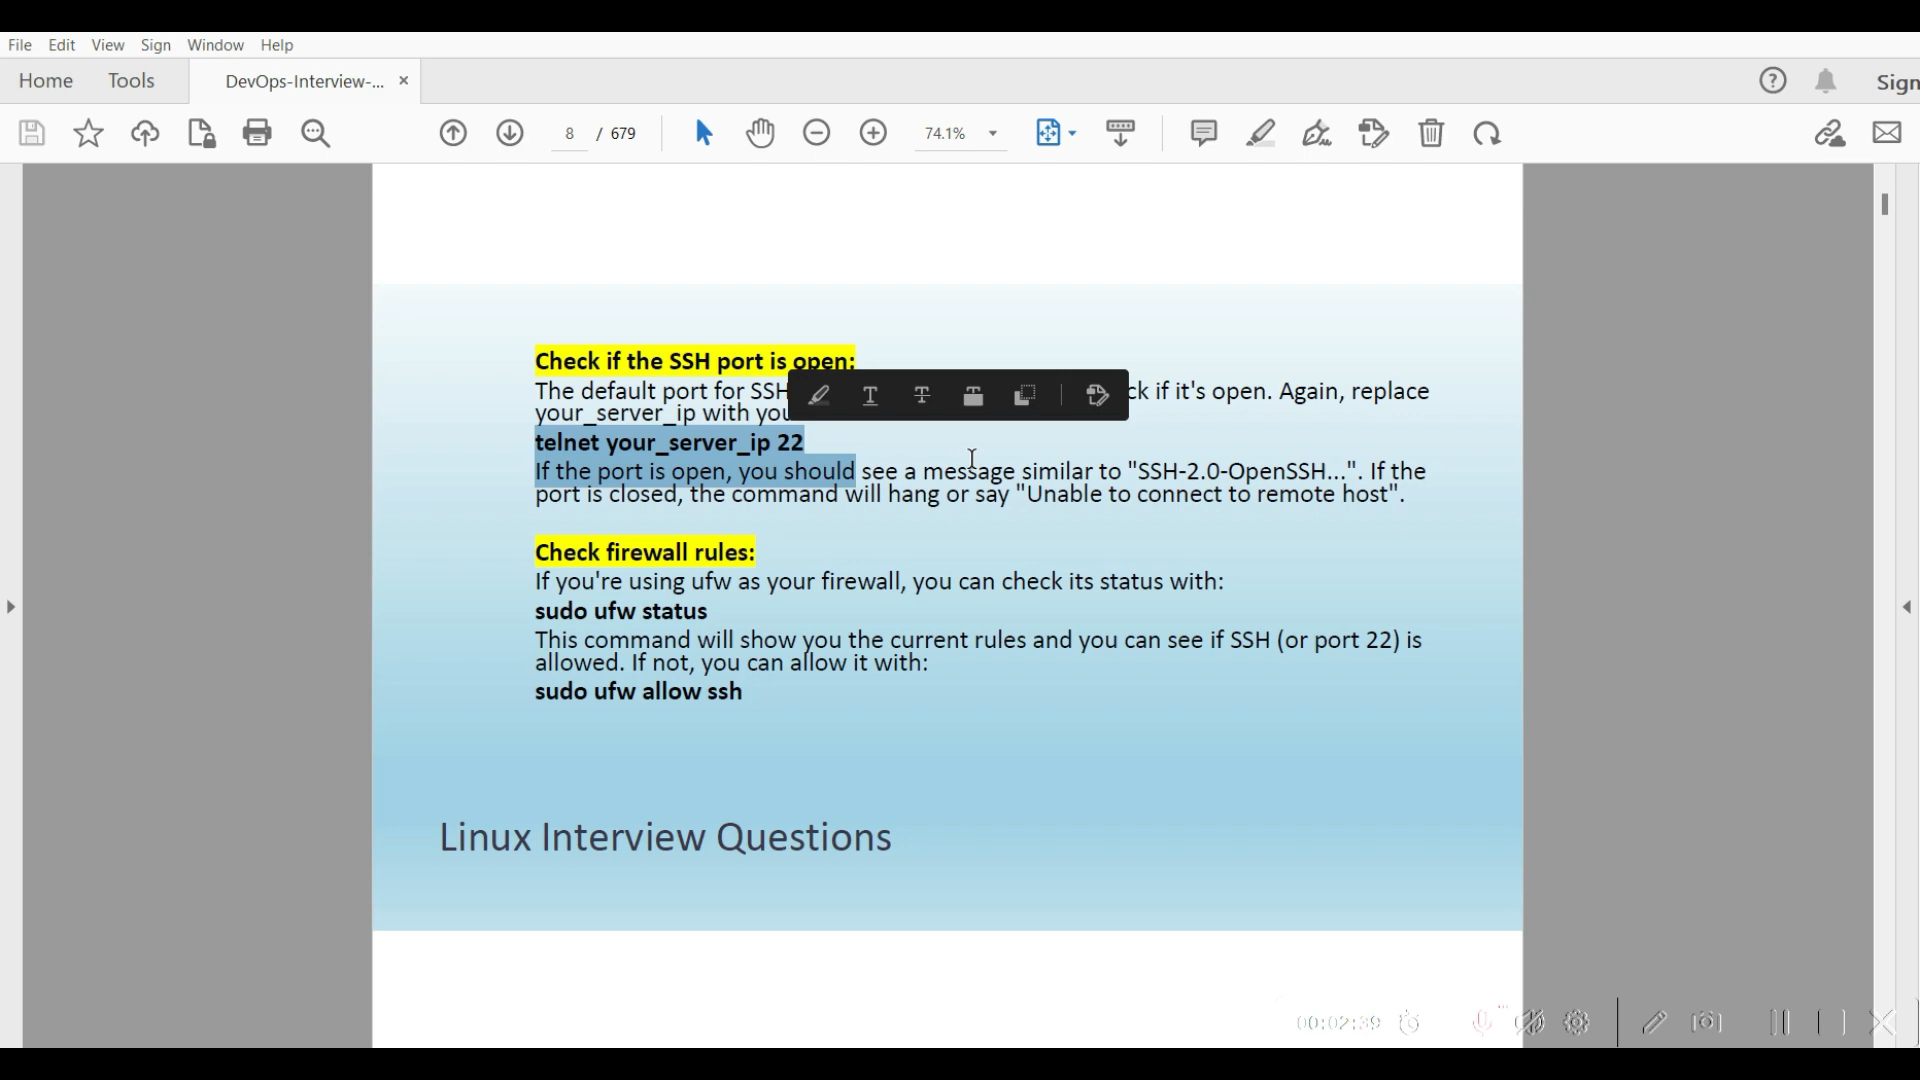 File Edit View Sign Window Help
Home Tools DevOps-Interview-... ×
Sign
8 / 679 74.1%
Check if the SSH port is open:
The default port for SSH ck if it's open. Again, replace
your_server_ip with you
telnet your_server_ip 22
If the port is open, you should see a message similar to "SSH-2.0-OpenSSH...". If the
port is closed, the command will hang or say "Unable to connect to remote host".
Check firewall rules:
If you're using ufw as your firewall, you can check its status with:
sudo ufw status
This command will show you the current rules and you can see if SSH (or port 22) is
allowed. If not, you can allow it with:
sudo ufw allow ssh
Linux Interview Questions
00:02:39